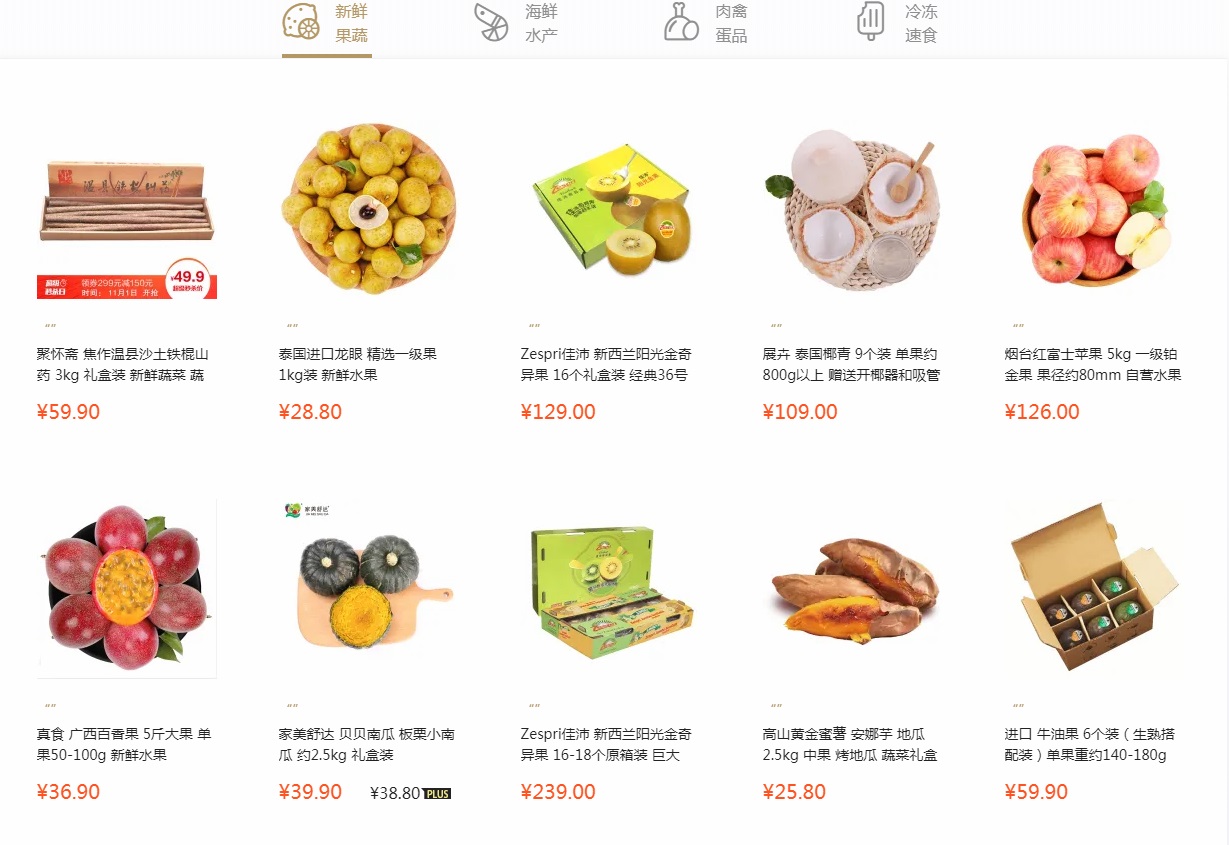 新鲜
果蔬
海鲜
水产
肉禽
蛋品
冷冻
速食
超级
秒杀日
领券299元减150元
时间： 11月1日 开抢
¥49.9
超级秒杀价
“”
“”
“”
“”
“”
聚怀斋 焦作温县沙土铁棍山
药 3kg 礼盒装 新鲜蔬菜 蔬
¥59.90
泰国进口龙眼 精选一级果
1kg装 新鲜水果
¥28.80
Zespri佳沛 新西兰阳光金奇
异果 16个礼盒装 经典36号
¥129.00
展卉 泰国椰青 9个装 单果约
800g以上 赠送开椰器和吸管
¥109.00
烟台红富士苹果 5kg 一级铂
金果 果径约80mm 自营水果
¥126.00
家美舒达
“”
“”
“”
“”
“”
真食 广西百香果 5斤大果 单
果50-100g 新鲜水果
¥36.90
家美舒达 贝贝南瓜 板栗小南
瓜 约2.5kg 礼盒装
¥39.90
¥38.80 PLUS
Zespri佳沛 新西兰阳光金奇
异果 16-18个原箱装 巨大
¥239.00
高山黄金蜜薯 安娜芋 地瓜
2.5kg 中果 烤地瓜 蔬菜礼盒
¥25.80
进口 牛油果 6个装（生熟搭
配装）单果重约140-180g
¥59.90